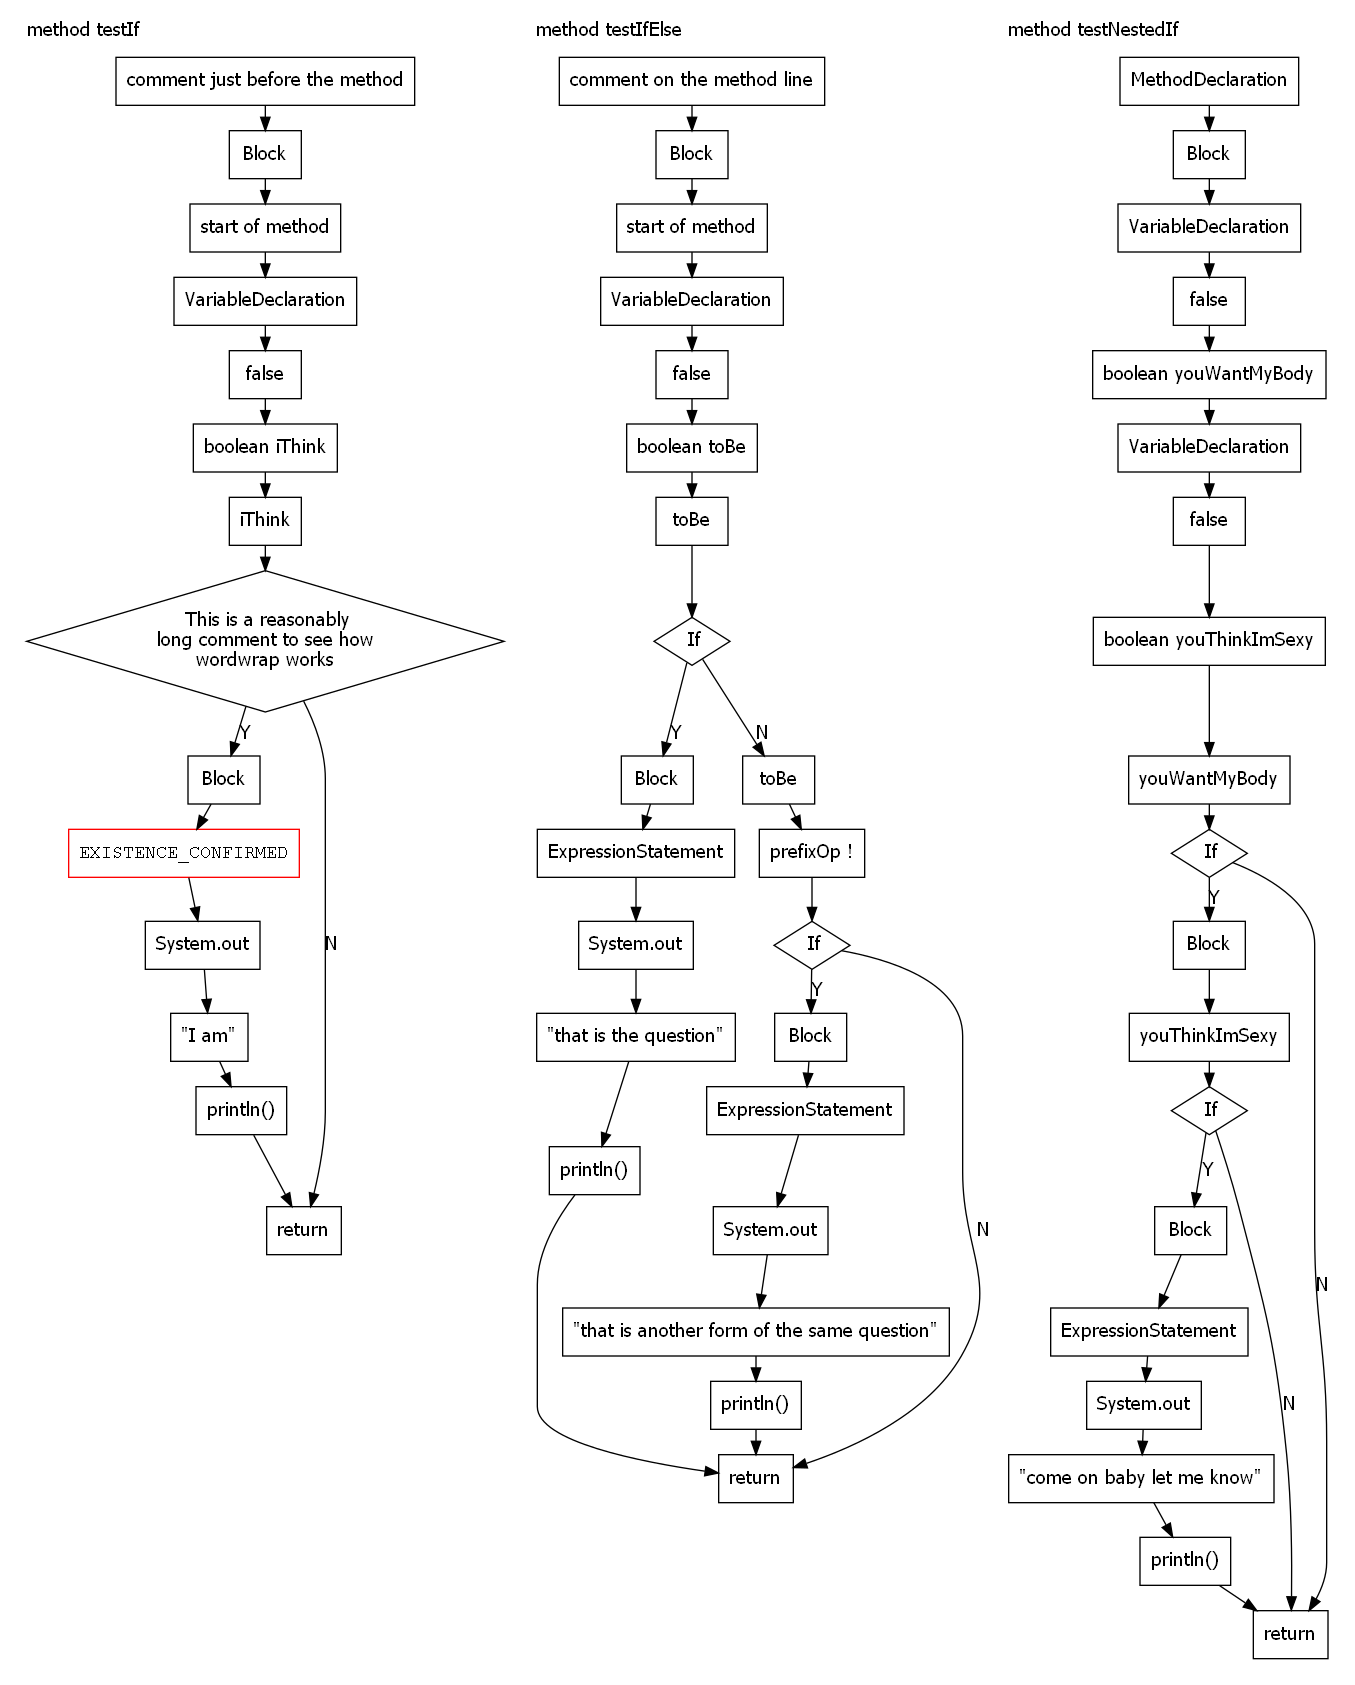 method testIf
comment just before the method
Block
start of method
VariableDeclaration
false
boolean iThink
iThink
This is a reasonably
long comment to see how
wordwrap works
Y
Block
EXISTENCE_CONFIRMED
System.out
N
"I am"
println()
return
method testIfElse
comment on the method line
Block
start of method
VariableDeclaration
false
boolean toBe
toBe
If
Y
N
Block
toBe
ExpressionStatement
prefixOp !
System.out
If
Y
"that is the question"
Block
ExpressionStatement
println()
System.out
N
"that is another form of the same question"
println()
return
method testNestedIf
MethodDeclaration
Block
VariableDeclaration
false
boolean youWantMyBody
VariableDeclaration
false
boolean youThinkImSexy
youWantMyBody
If
Y
Block
youThinkImSexy
If
Y
Block
N
ExpressionStatement
System.out
N
"come on baby let me know"
println()
return